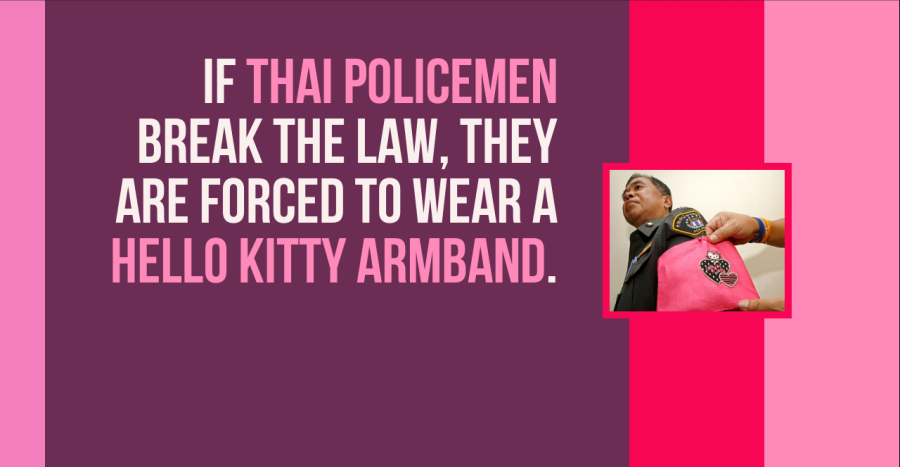 IF THAI POLICEMEN
BREAK THE LAW, THEY
ARE FORCED TO WEAR A
HELLO KITTY ARMBAND.